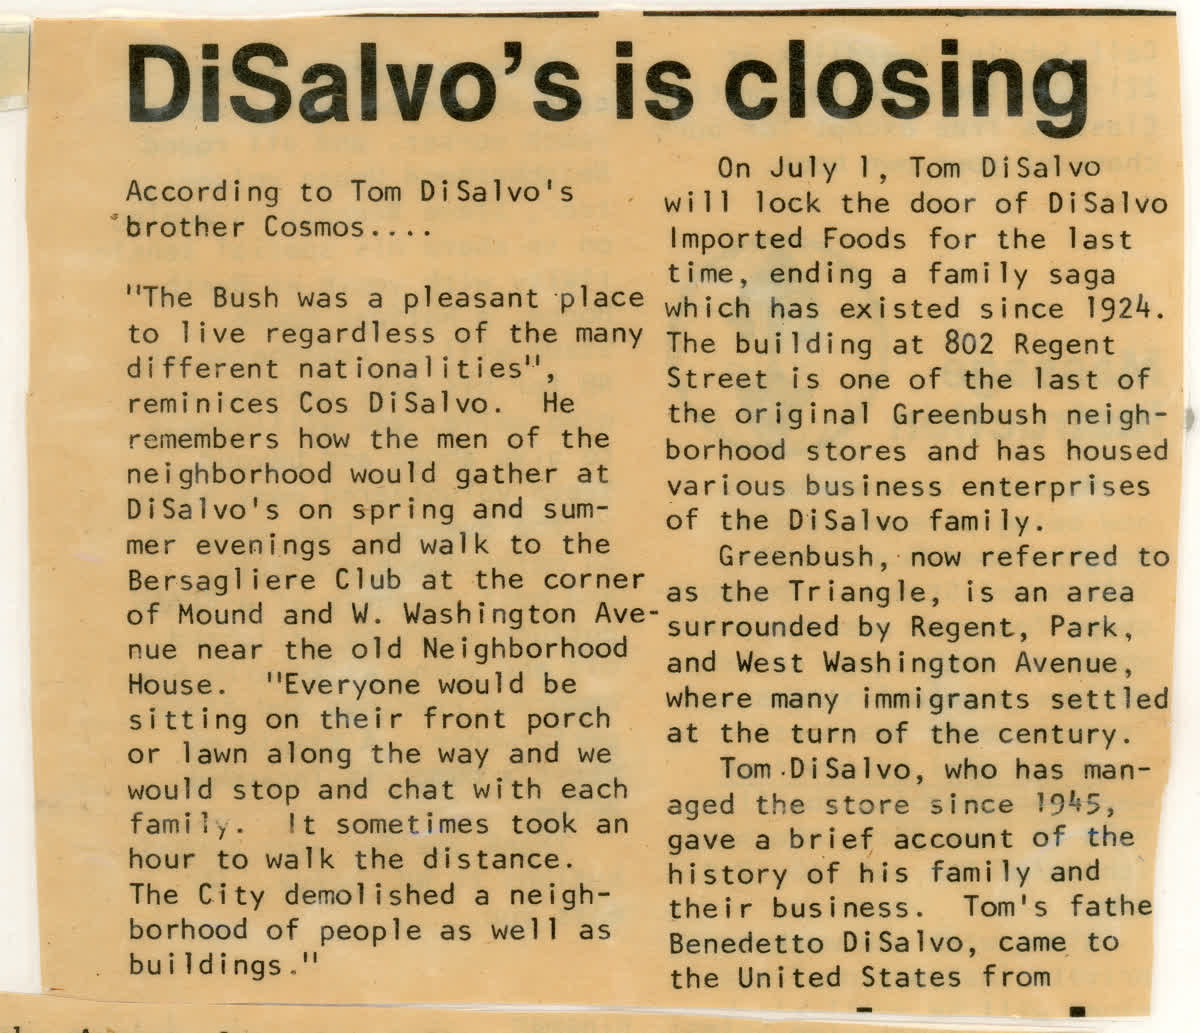 DiSalvo's is closing
According to Tom DiSalvo's
brother Cosmos....
"The Bush was a pleasant place
to live regardless of the many
different nationalities",
reminices Cos DiSalvo. He
remembers how the men of the
neighborhood would gather at
DiSalvo's on spring and sum-
mer evenings and walk to the
Bersagliere Club at the corner
of Mound and W. Washington Ave-
nue near the old Neighborhood
House. "Everyone would be
sitting on their front porch
or lawn along the way and we
would stop and chat with each
family. It sometimes took an
hour to walk the distance.
The City demolished a neigh-
borhood of people as well as
buildings."
On July 1, Tom DiSalvo
will lock the door of DiSalvo
Imported Foods for the last
time, ending a family saga
which has existed since 1924.
The building at 802 Regent
Street is one of the last of
the original Greenbush neigh-
borhood stores and has housed
various business enterprises
of the DiSalvo family.
Greenbush, now referred to
as the Triangle, is an area
surrounded by Regent, Park,
and West Washington Avenue,
where many immigrants settled
at the turn of the century.
Tom DiSalvo, who has man-
aged the store since 1945,
gave a brief account of the
history of his family and
their business. Tom's fathe
Benedetto DiSalvo, came to
the United States from